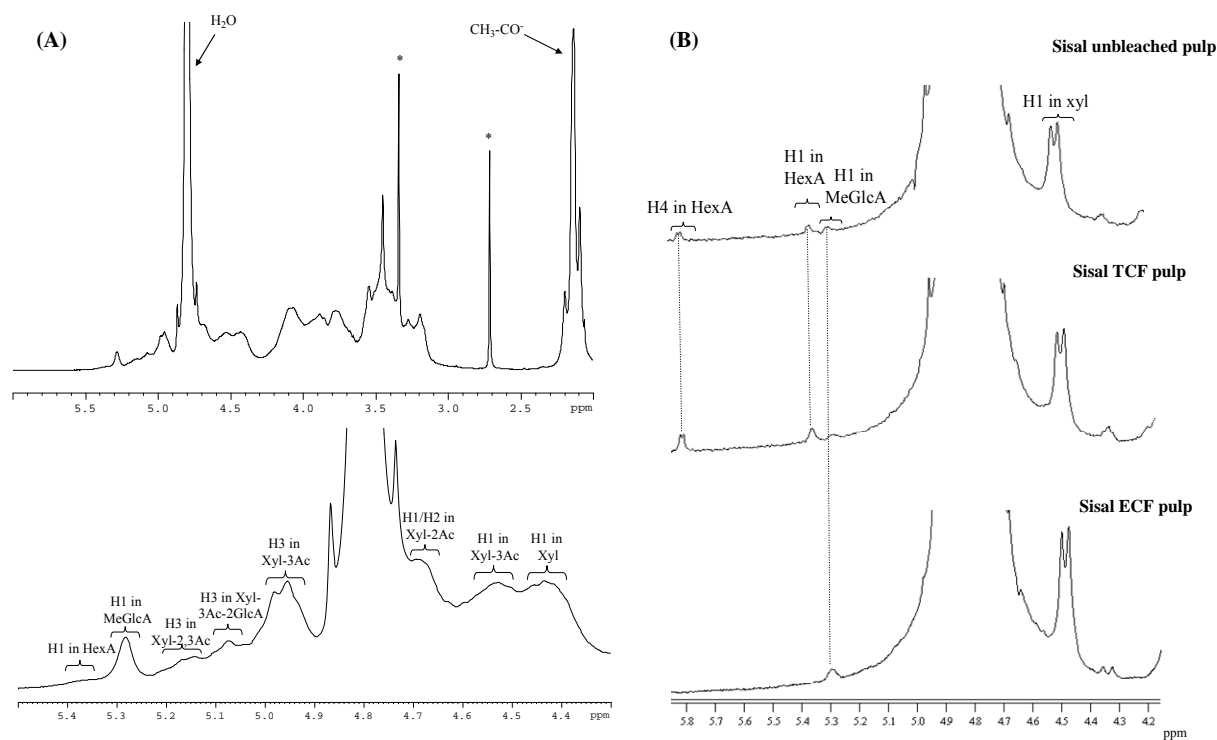 (A)
H₂O
CH₃-CO⁻
*
*
5.5 5.0 4.5 4.0 3.5 3.0 2.5 ppm
H1 in HexA
H1 in
MeGlcA
H3 in
Xyl-2,3Ac
H3 in Xyl-
3Ac-2GlcA
H3 in
Xyl-3Ac
H1/H2 in
Xyl-2Ac
H1 in
Xyl-3Ac
H1 in
Xyl
5.4 5.3 5.2 5.1 5.0 4.9 4.8 4.7 4.6 4.5 4.4 ppm
(B)
Sisal unbleached pulp
H1 in xyl
H1 in
HexA
H1 in
MeGlcA
H4 in HexA
Sisal TCF pulp
Sisal ECF pulp
5.8 5.7 5.6 5.5 5.4 5.3 5.2 5.1 5.0 4.9 4.8 4.7 4.6 4.5 4.4 4.3 4.2
ppm